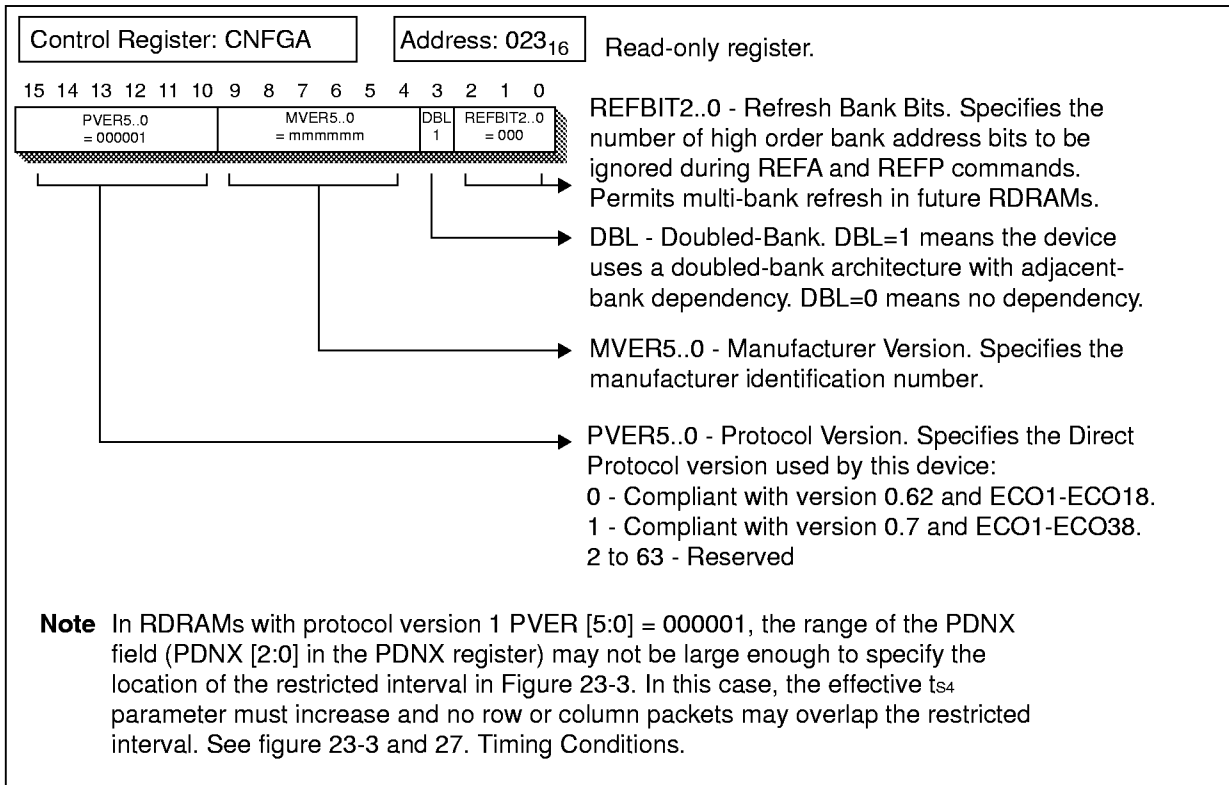 Control Register: CNFGA
Address: 023₁₆
Read-only register.
15 14 13 12 11 10 9 8 7 6 5 4 3 2 1 0
PVER5..0
= 000001
MVER5..0
= mmmmmm
DBL
1
REFBIT2..0
= 000
REFBIT2..0 - Refresh Bank Bits. Specifies the
number of high order bank address bits to be
ignored during REFA and REFP commands.
Permits multi-bank refresh in future RDRAMs.
DBL - Doubled-Bank. DBL=1 means the device
uses a doubled-bank architecture with adjacent-
bank dependency. DBL=0 means no dependency.
MVER5..0 - Manufacturer Version. Specifies the
manufacturer identification number.
PVER5..0 - Protocol Version. Specifies the Direct
Protocol version used by this device:
0 - Compliant with version 0.62 and ECO1-ECO18.
1 - Compliant with version 0.7 and ECO1-ECO38.
2 to 63 - Reserved
Note In RDRAMs with protocol version 1 PVER [5:0] = 000001, the range of the PDNX
field (PDNX [2:0] in the PDNX register) may not be large enough to specify the
location of the restricted interval in Figure 23-3. In this case, the effective tS4
parameter must increase and no row or column packets may overlap the restricted
interval. See figure 23-3 and 27. Timing Conditions.